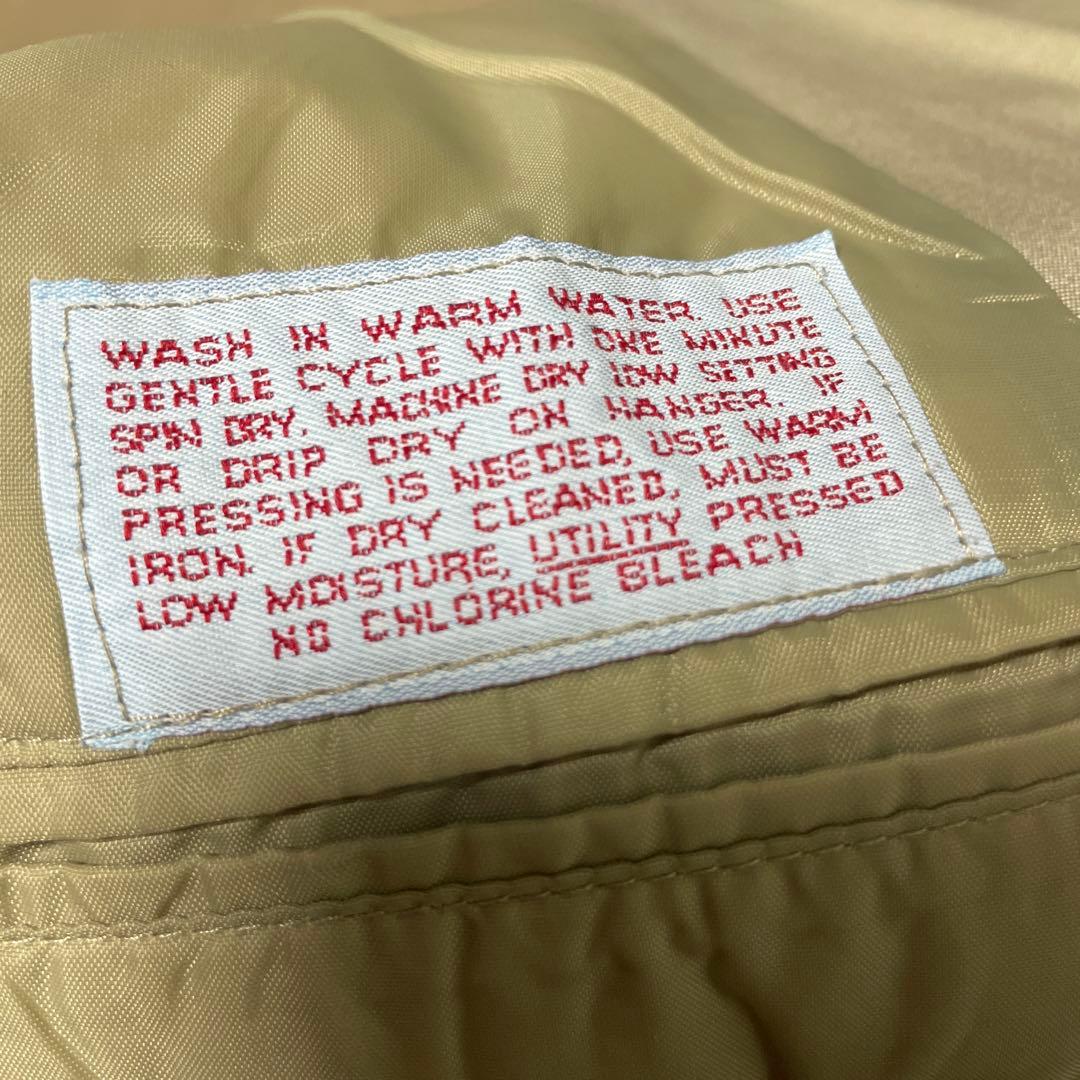 WASH IN WARM WATER. USE
GENTLE CYCLE WITH ONE MINUTE
SPIN DRY. MACHINE DRY LOW SETTING
OR DRIP DRY ON HANGER. IF
PRESSING IS NEEDED, USE WARM
IRON. IF DRY CLEANED, MUST BE
LOW MOISTURE, UTILITY PRESSED
NO CHLORINE BLEACH